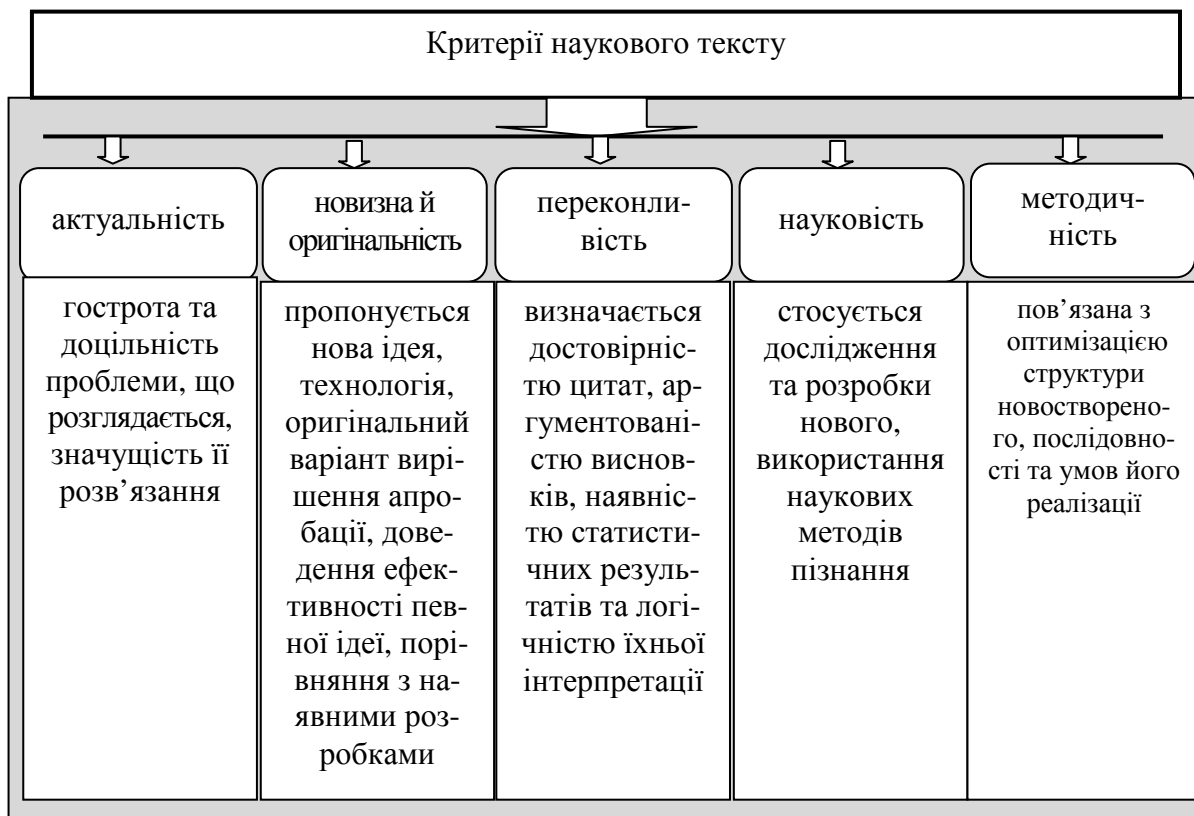 Критерії наукового тексту
актуальність
гострота та
доцільність
проблеми, що
розглядається,
значущість її
розв’язання
новизна й
оригінальність
пропонується
нова ідея,
технологія,
оригінальний
варіант вирі-
шення апро-
бації, дове-
дення ефек-
тивності пев-
ної ідеї, порі-
вняння з на-
явними роз-
робками
переконли-
вість
визначається
достовірніс-
тю цитат, ар-
гументовані-
стю виснов-
ків, наявніс-
тю статисти-
чних резуль-
татів та логі-
чністю їхньої
інтерпретації
науковість
стосується
дослідження
та розробки
нового,
використання
наукових
методів
пізнання
методич-
ність
пов’язана з
оптимізацією
структури
новостворено-
го, послідовно-
сті та умов його
реалізації